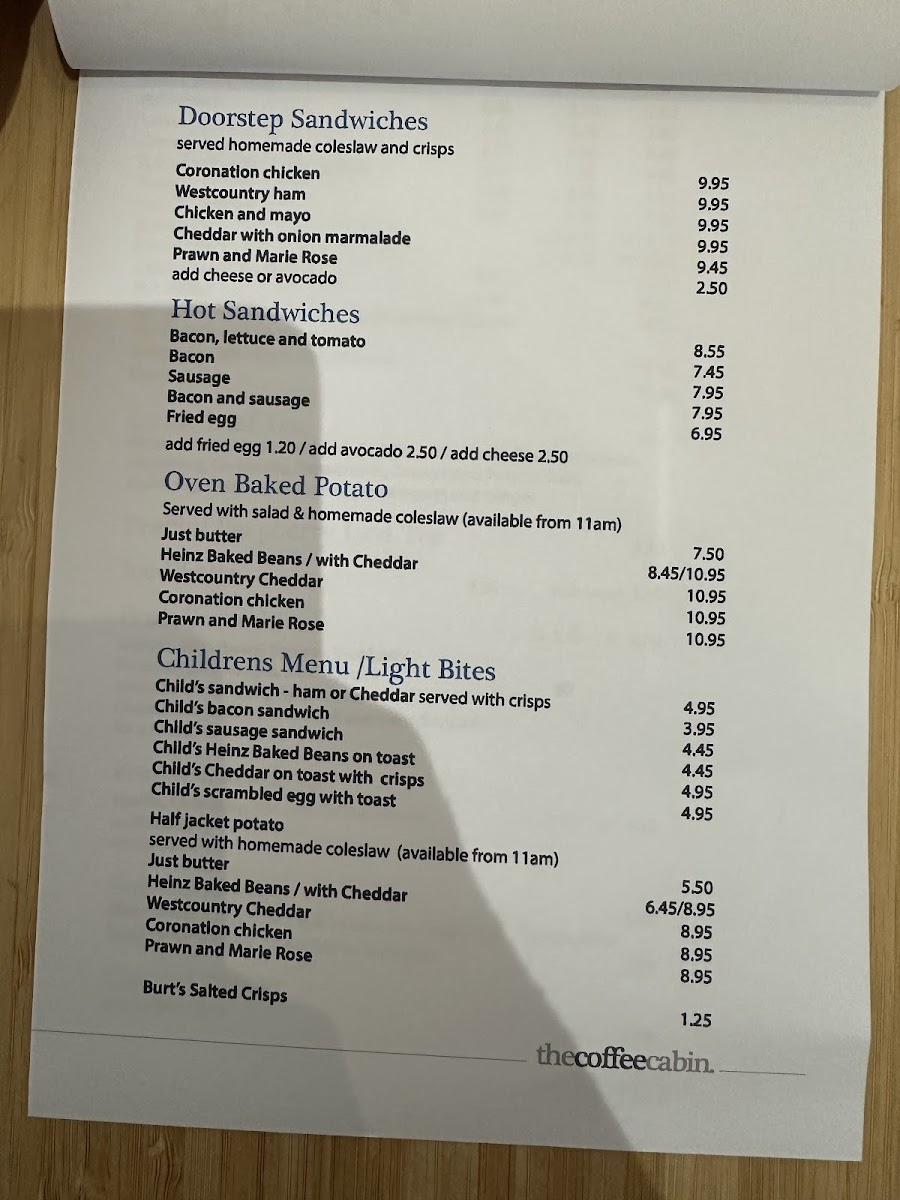 Doorstep Sandwiches
served homemade coleslaw and crisps
Coronation chicken 9.95
Westcountry ham 9.95
Chicken and mayo 9.95
Cheddar with onion marmalade 9.95
Prawn and Marie Rose 9.45
add cheese or avocado 2.50
Hot Sandwiches
Bacon, lettuce and tomato 8.55
Bacon 7.45
Sausage 7.95
Bacon and sausage 7.95
Fried egg 6.95
add fried egg 1.20 / add avocado 2.50 / add cheese 2.50
Oven Baked Potato
Served with salad & homemade coleslaw (available from 11am)
Just butter 7.50
Heinz Baked Beans / with Cheddar 8.45/10.95
Westcountry Cheddar 10.95
Coronation chicken 10.95
Prawn and Marie Rose 10.95
Childrens Menu /Light Bites
Child's sandwich - ham or Cheddar served with crisps 4.95
Child's bacon sandwich 3.95
Child's sausage sandwich 4.45
Child's Heinz Baked Beans on toast 4.45
Child's Cheddar on toast with crisps 4.95
Child's scrambled egg with toast 4.95
Half jacket potato
served with homemade coleslaw (available from 11am)
Just butter 5.50
Heinz Baked Beans / with Cheddar 6.45/8.95
Westcountry Cheddar 8.95
Coronation chicken 8.95
Prawn and Marie Rose 8.95
Burt's Salted Crisps 1.25
thecoffeecabin.